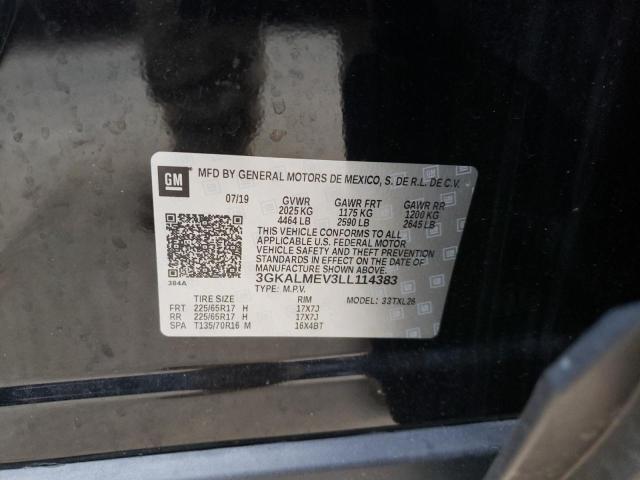 GM
MFD BY GENERAL MOTORS DE MEXICO, S. DE R.L. DE C.V.
07/19 GVWR GAWR FRT GAWR RR
2025 KG 1175 KG 1200 KG
4464 LB 2590 LB 2645 LB
THIS VEHICLE CONFORMS TO ALL
APPLICABLE U.S. FEDERAL MOTOR
VEHICLE SAFETY AND THEFT PREVENTION
STANDARDS IN EFFECT ON THE DATE OF
MANUFACTURE SHOWN ABOVE.
3GKALMEV3LL114383
384A
TYPE: M.P.V. MODEL: 33TXL26
TIRE SIZE RIM
FRT 225/65R17 H 17X7J
RR 225/65R17 H 17X7J
SPA T135/70R16 M 16X4BT